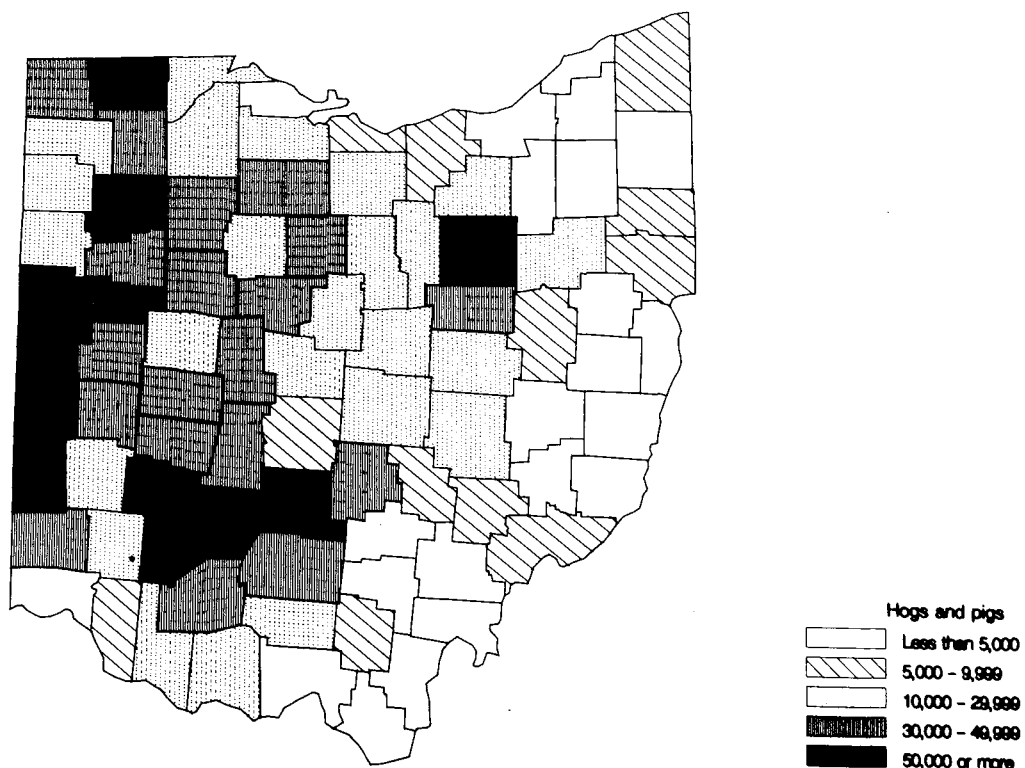 Hogs and pigs
Less than 5,000
5,000 - 9,999
10,000 - 29,999
30,000 - 49,999
50,000 or more